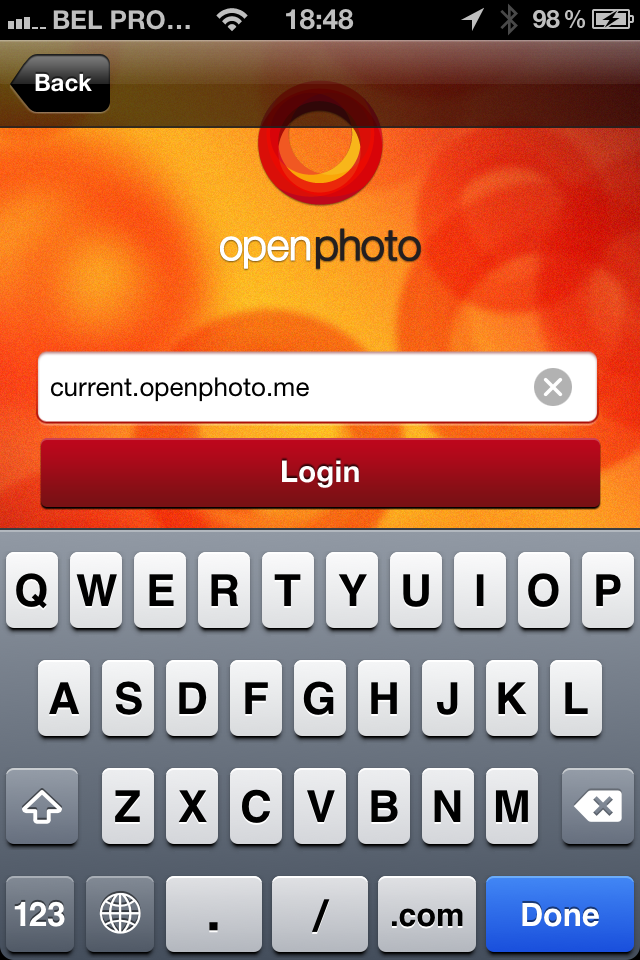 BEL PRO... 18:48 98 %
Back
openphoto
current.openphoto.me
Login
Q W E R T Y U I O P
A S D F G H J K L
Z X C V B N M
123 . / .com Done